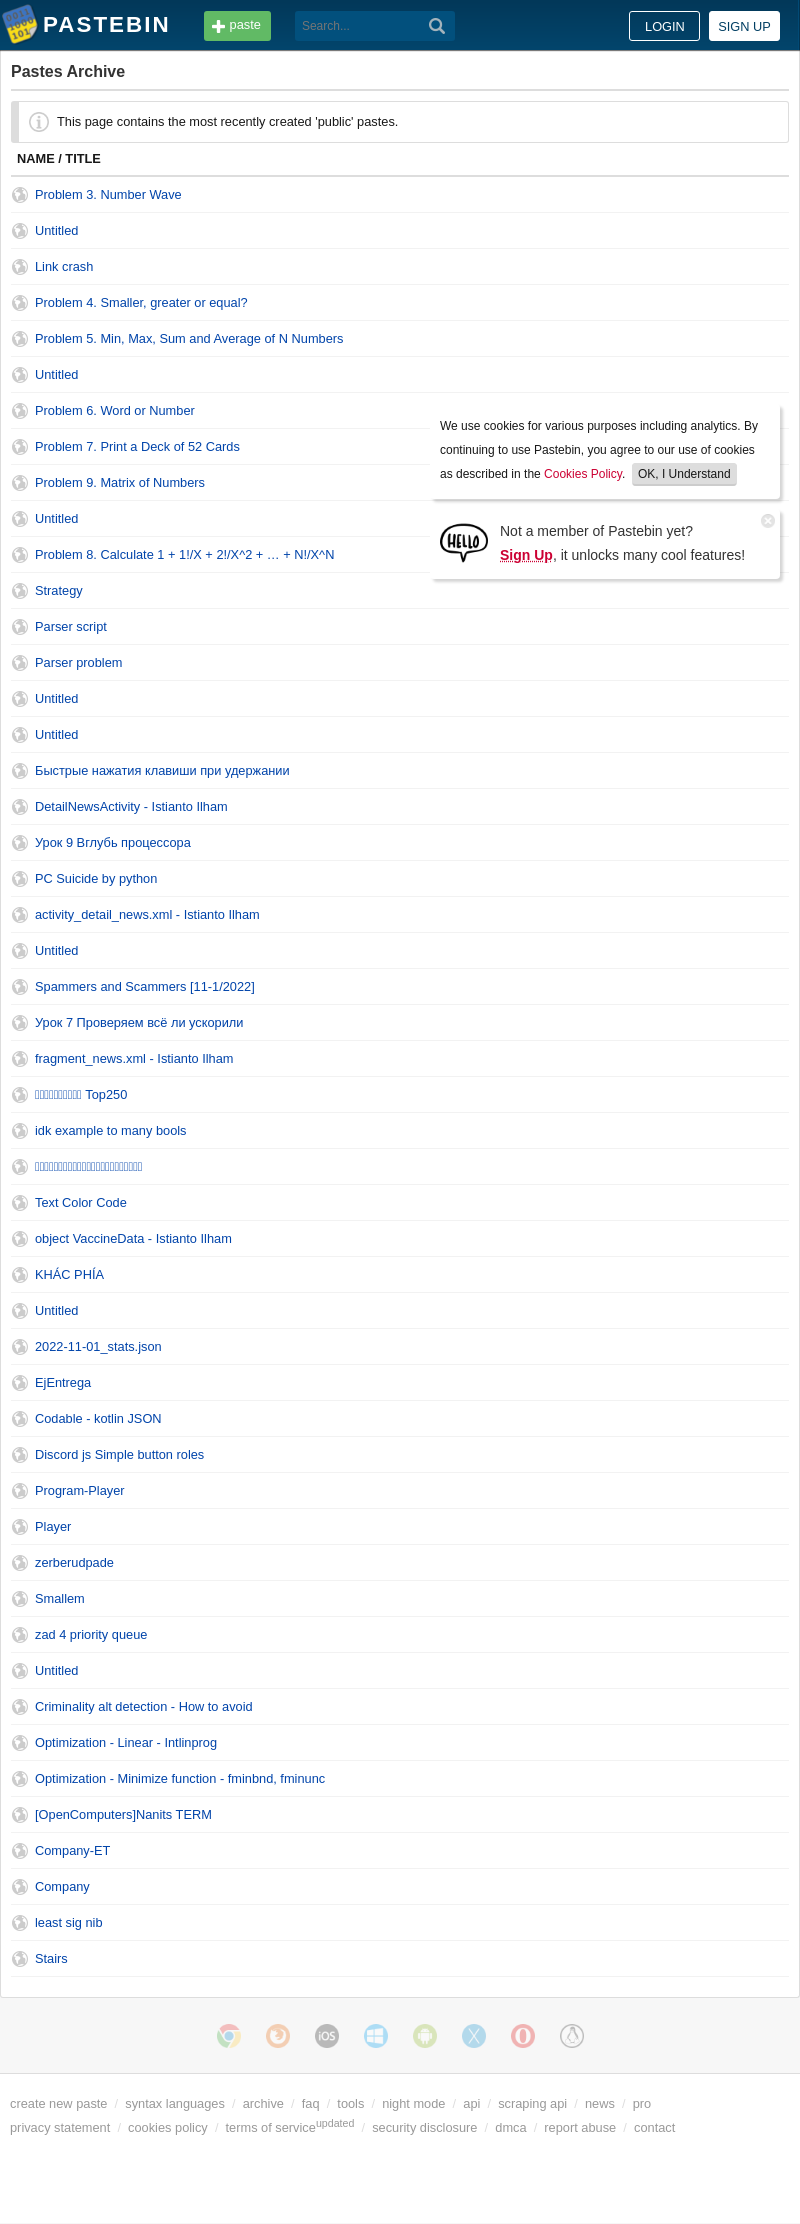 PASTEBIN paste Search... LOGIN SIGN UP
Pastes Archive
This page contains the most recently created 'public' pastes.
NAME / TITLE
Problem 3. Number Wave
Untitled
Link crash
Problem 4. Smaller, greater or equal?
Problem 5. Min, Max, Sum and Average of N Numbers
Untitled
Problem 6. Word or Number
Problem 7. Print a Deck of 52 Cards
Problem 9. Matrix of Numbers
Untitled
Problem 8. Calculate 1 + 1!/X + 2!/X^2 + … + N!/X^N
We use cookies for various purposes including analytics. By
continuing to use Pastebin, you agree to our use of cookies
as described in the Cookies Policy. OK, I Understand
HELLO
Not a member of Pastebin yet?
Sign Up, it unlocks many cool features!
Strategy
Parser script
Parser problem
Untitled
Untitled
Быстрые нажатия клавиши при удержании
DetailNewsActivity - Istianto Ilham
Урок 9 Вглубь процессора
PC Suicide by python
activity_detail_news.xml - Istianto Ilham
Untitled
Spammers and Scammers [11-1/2022]
Урок 7 Проверяем всё ли ускорили
fragment_news.xml - Istianto Ilham
Top250
idk example to many bools
Text Color Code
object VaccineData - Istianto Ilham
KHÁC PHÍA
Untitled
2022-11-01_stats.json
EjEntrega
Codable - kotlin JSON
Discord js Simple button roles
Program-Player
Player
zerberudpade
Smallem
zad 4 priority queue
Untitled
Criminality alt detection - How to avoid
Optimization - Linear - Intlinprog
Optimization - Minimize function - fminbnd, fminunc
[OpenComputers]Nanits TERM
Company-ET
Company
least sig nib
Stairs
iOS
create new paste / syntax languages / archive / faq / tools / night mode / api / scraping api / news / pro
privacy statement / cookies policy / terms of service updated / security disclosure / dmca / report abuse / contact